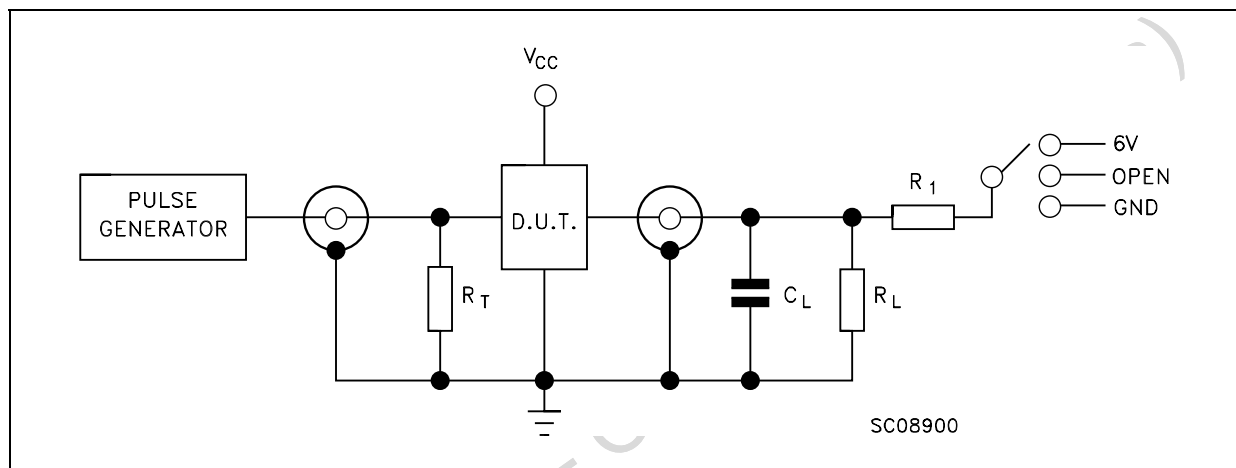 VCC
6V
OPEN
GND
R1
PULSE
GENERATOR
D.U.T.
RT
CL
RL
SC08900